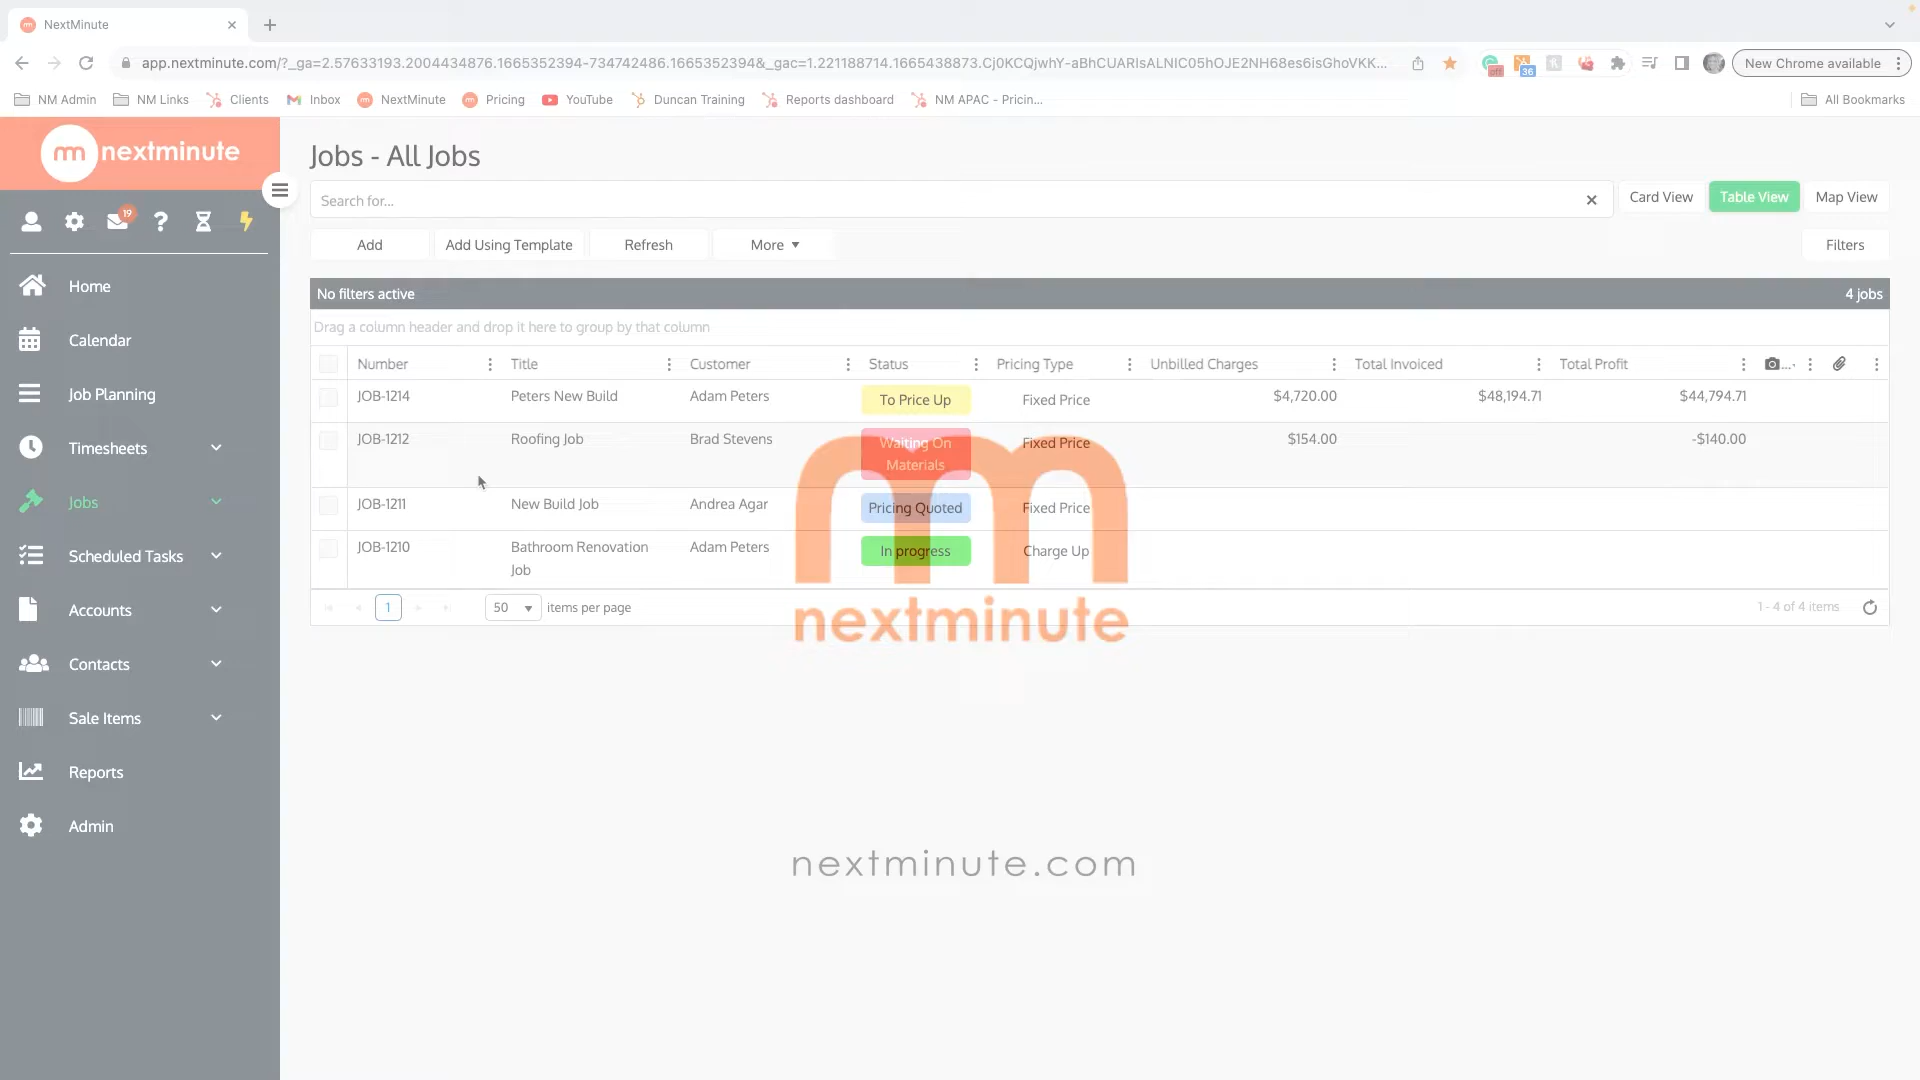 NextMinute
app.nextminute.com/?_ga=2.57633193.2004434876.1665352394-734742486.1665352394&_gac=1.221188714.1665438873.Cj0KCQjwhY-aBhCUARIsALNIC05hOJE2NH68es6isGhoVKK...
off 36 New Chrome available
NM Admin NM Links Clients Inbox NextMinute Pricing YouTube Duncan Training Reports dashboard NM APAC - Pricin... All Bookmarks
nextminute
19
Home
Calendar
Job Planning
Timesheets
Jobs
Scheduled Tasks
Accounts
Contacts
Sale Items
Reports
Admin
Jobs - All Jobs
Search for... Card View Table View Map View
Add Add Using Template Refresh More Filters
No filters active 4 jobs
Drag a column header and drop it here to group by that column
Number Title Customer Status Pricing Type Unbilled Charges Total Invoiced Total Profit
JOB-1214 Peters New Build Adam Peters To Price Up Fixed Price $4,720.00 $48,194.71 $44,794.71
JOB-1212 Roofing Job Brad Stevens Waiting On Fixed Price $154.00 -$140.00
Materials
JOB-1211 New Build Job Andrea Agar Pricing Quoted Fixed Price
JOB-1210 Bathroom Renovation Adam Peters In progress Charge Up
Job
1 50 items per page 1 - 4 of 4 items
nextminute
nextminute.com